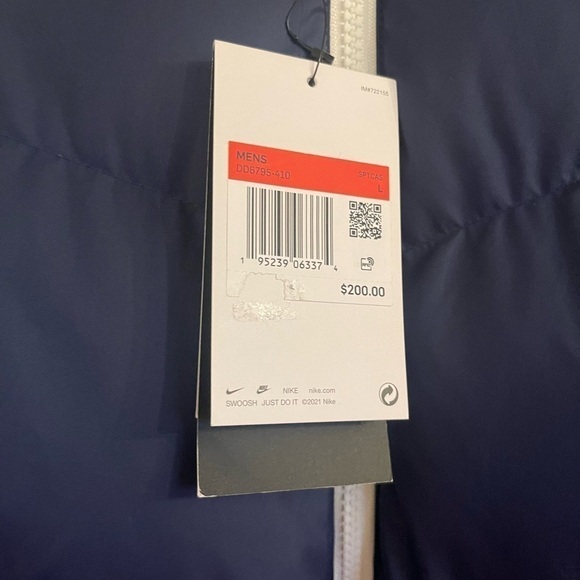 MENS
DD6795-410
L
1 95239 06337 4
$200.00
NIKE nike.com
SWOOSH JUST DO IT ©2021 Nike